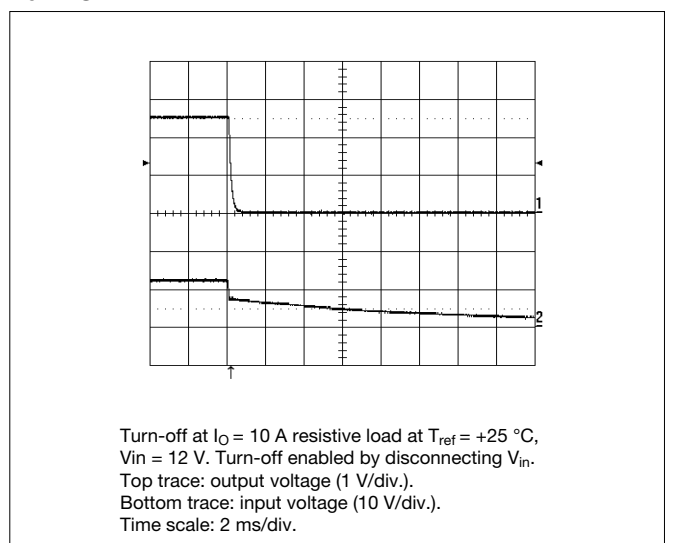 1
2
Turn-off at IO = 10 A resistive load at Tref = +25 °C,
Vin = 12 V. Turn-off enabled by disconnecting Vin.
Top trace: output voltage (1 V/div.).
Bottom trace: input voltage (10 V/div.).
Time scale: 2 ms/div.